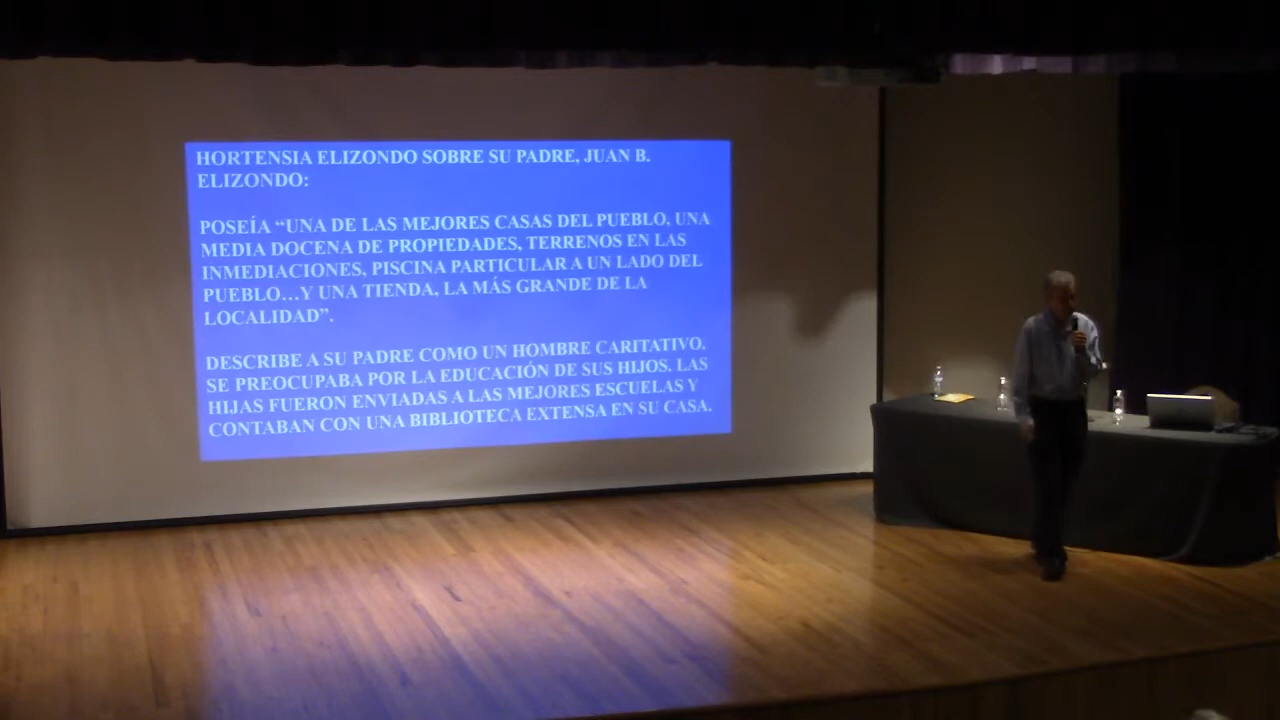 HORTENSIA ELIZONDO SOBRE SU PADRE, JUAN B.
ELIZONDO:
POSEÍA “UNA DE LAS MEJORES CASAS DEL PUEBLO, UNA
MEDIA DOCENA DE PROPIEDADES, TERRENOS EN LAS
INMEDIACIONES, PISCINA PARTICULAR A UN LADO DEL
PUEBLO…Y UNA TIENDA, LA MÁS GRANDE DE LA
LOCALIDAD”.
DESCRIBE A SU PADRE COMO UN HOMBRE CARITATIVO.
SE PREOCUPABA POR LA EDUCACIÓN DE SUS HIJOS. LAS
HIJAS FUERON ENVIADAS A LAS MEJORES ESCUELAS Y
CONTABAN CON UNA BIBLIOTECA EXTENSA EN SU CASA.